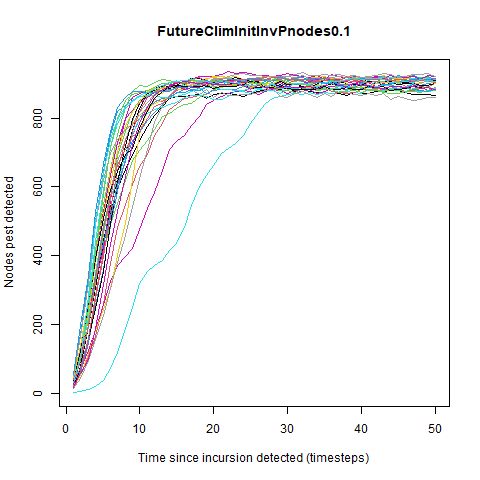 FutureClimInitInvPnodes0.1
Nodes pest detected
800
600
400
200
0
0 10 20 30 40 50
Time since incursion detected (timesteps)